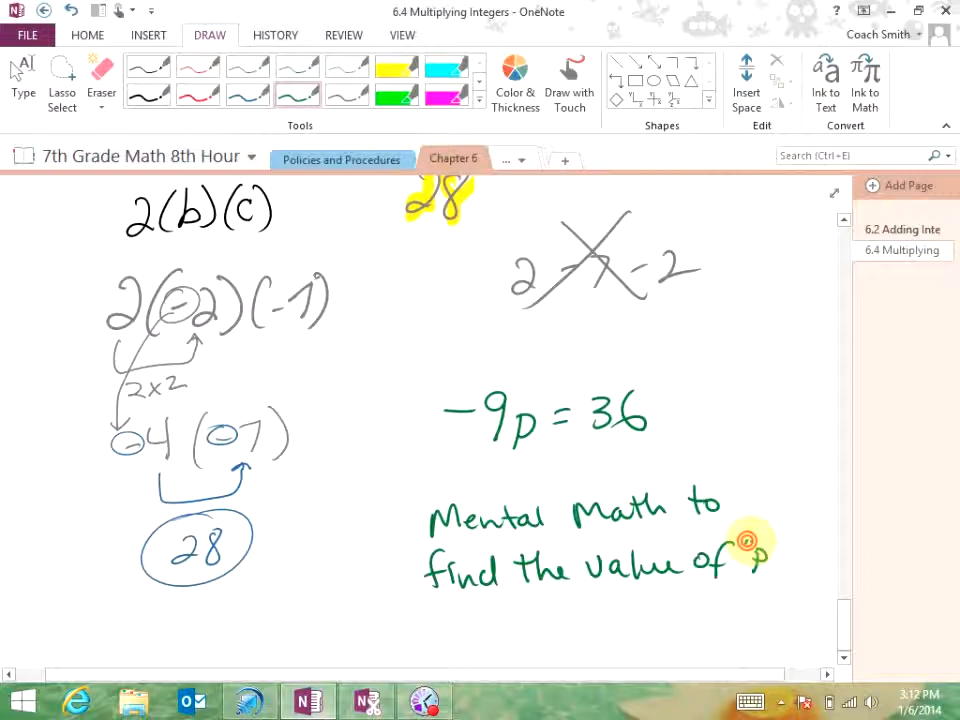 6.4 Multiplying Integers - OneNote
?
FILE HOME INSERT DRAW HISTORY REVIEW VIEW
Coach Smith
Type
Lasso Select
Eraser
Color & Thickness
Draw with Touch
Insert Space
Ink to Text
Ink to Math
Tools
Shapes
Edit
Convert
7th Grade Math 8th Hour
Policies and Procedures
Chapter 6
...
Search (Ctrl+E)
Add Page
6.2 Adding Inte
6.4 Multiplying
2(b)(c)
28
2(-2)(-7)
2 -7 -2
2x2
-4 (-7)
28
-9p = 36
Mental Math to
find the value of p
3:12 PM
1/6/2014